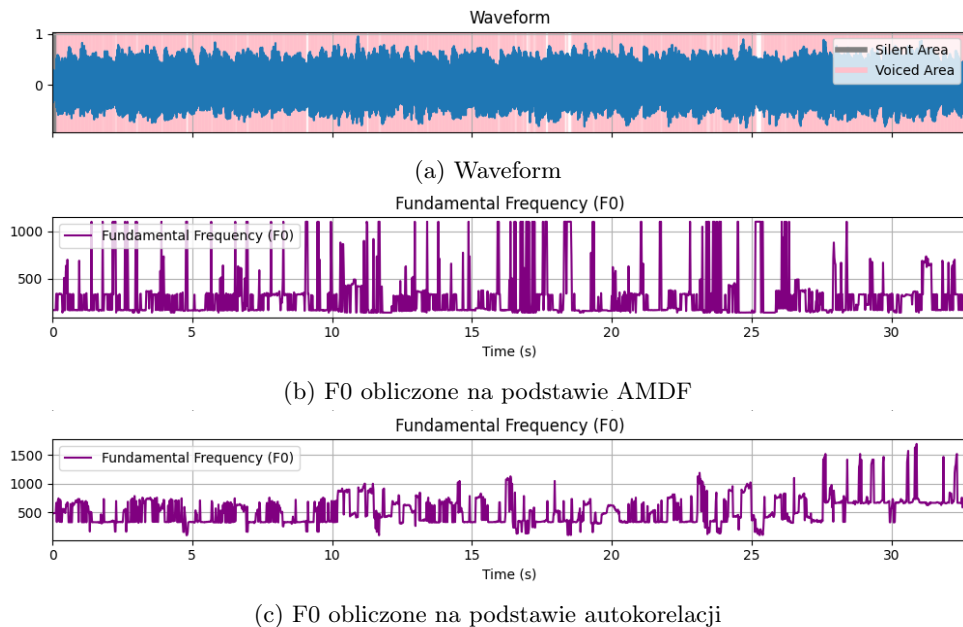 Waveform
1
0
Silent Area
Voiced Area
(a) Waveform
Fundamental Frequency (F0)
1000
500
Fundamental Frequency (F0)
0 5 10 15 20 25 30
Time (s)
(b) F0 obliczone na podstawie AMDF
Fundamental Frequency (F0)
1500
1000
500
Fundamental Frequency (F0)
0 5 10 15 20 25 30
Time (s)
(c) F0 obliczone na podstawie autokorelacji